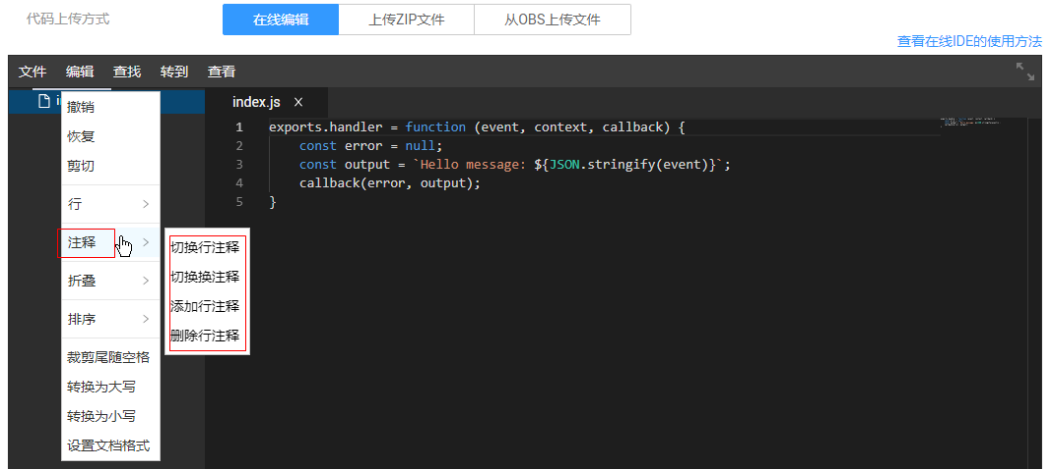 代码上传方式 在线编辑 上传ZIP文件 从OBS上传文件
查看在线IDE的使用方法
文件 编辑 查找 转到 查看
index.js ×
撤销
恢复
剪切
行 >
注释 >
折叠 >
排序 >
裁剪尾随空格
转换为大写
转换为小写
设置文档格式
切换行注释
切换换注释
添加行注释
删除行注释
1 exports.handler = function (event, context, callback) {
2 const error = null;
3 const output = `Hello message: ${JSON.stringify(event)}`;
4 callback(error, output);
5 }